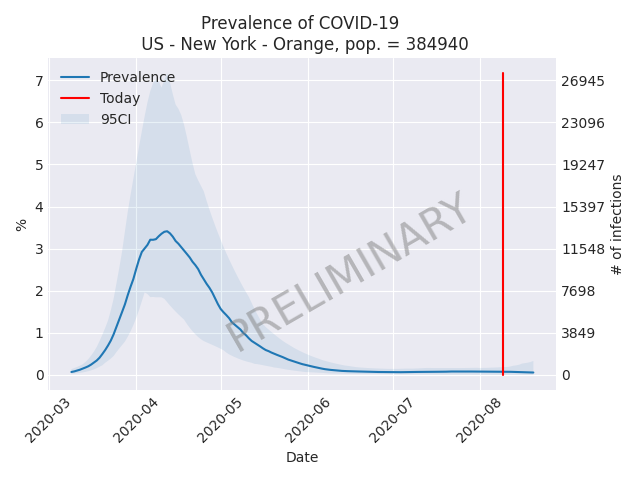 Prevalence of COVID-19
US - New York - Orange, pop. = 384940
Prevalence
Today
95CI
7
6
5
4
3
2
1
0
%
26945
23096
19247
15397
11548
7698
3849
0
# of infections
PRELIMINARY
2020-03
2020-04
2020-05
2020-06
2020-07
2020-08
Date